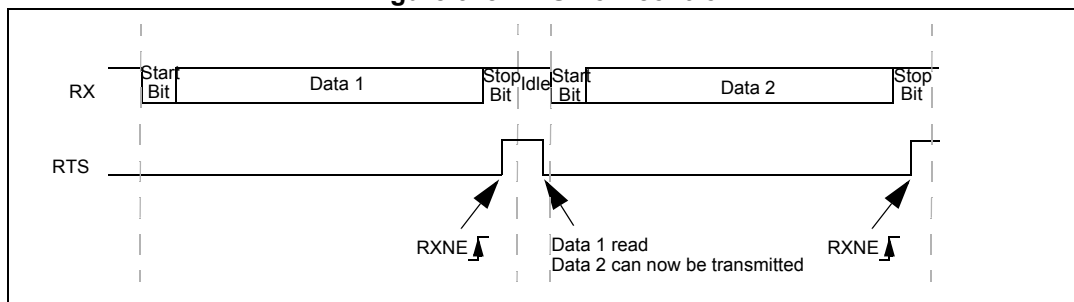 RX
Start
Bit
Data 1
Stop
Bit
Idle
Start
Bit
Data 2
Stop
Bit
RTS
RXNE
Data 1 read
Data 2 can now be transmitted
RXNE